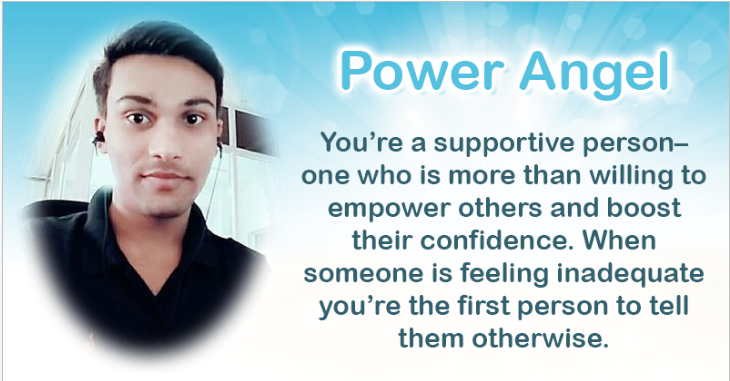 Power Angel
You’re a supportive person–
one who is more than willing to
empower others and boost
their confidence. When
someone is feeling inadequate
you’re the first person to tell
them otherwise.